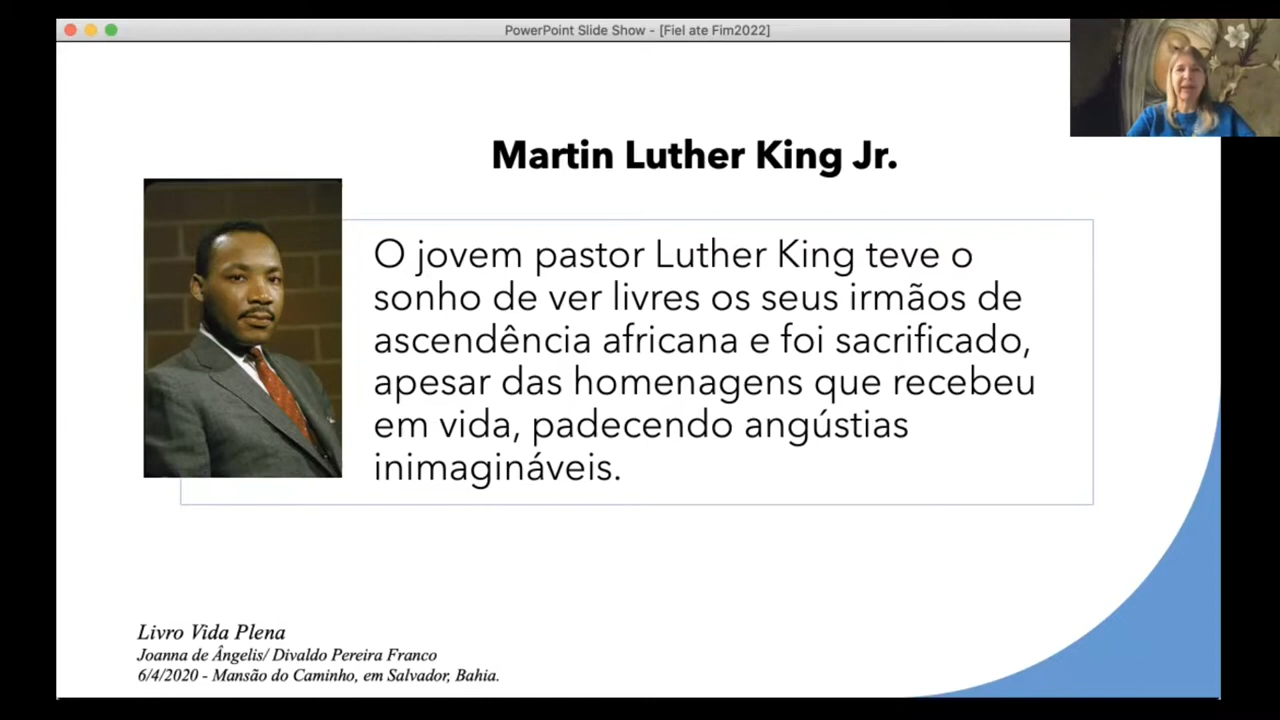 PowerPoint Slide Show - [Fiel ate Fim2022]
Martin Luther King Jr.
O jovem pastor Luther King teve o
sonho de ver livres os seus irmãos de
ascendência africana e foi sacrificado,
apesar das homenagens que recebeu
em vida, padecendo angústias
inimagináveis.
Livro Vida Plena
Joanna de Ângelis/ Divaldo Pereira Franco
6/4/2020 - Mansão do Caminho, em Salvador, Bahia.